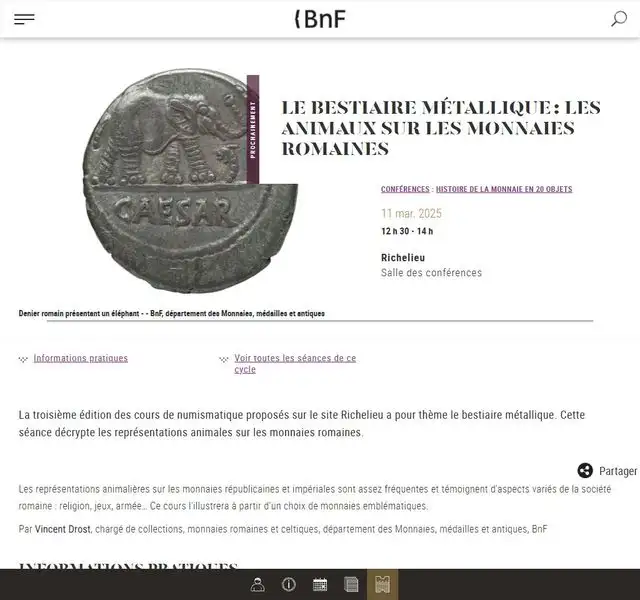 BnF
PROCHAINEMENT
LE BESTIAIRE MÉTALLIQUE : LES
ANIMAUX SUR LES MONNAIES
ROMAINES
CAESAR
CONFÉRENCES : HISTOIRE DE LA MONNAIE EN 20 OBJETS
11 mar. 2025
12 h 30 - 14 h
Richelieu
Salle des conférences
Denier romain présentant un éléphant - - BnF, département des Monnaies, médailles et antiques
Informations pratiques
Voir toutes les séances de ce
cycle
La troisième édition des cours de numismatique proposés sur le site Richelieu a pour thème le bestiaire métallique. Cette
séance décrypte les représentations animales sur les monnaies romaines.
Partager
Les représentations animalières sur les monnaies républicaines et impériales sont assez fréquentes et témoignent d'aspects variés de la société
romaine : religion, jeux, armée… Ce cours l'illustrera à partir d'un choix de monnaies emblématiques.
Par Vincent Drost, chargé de collections, monnaies romaines et celtiques, département des Monnaies, médailles et antiques, BnF
INFORMATIONS PRATIQUES